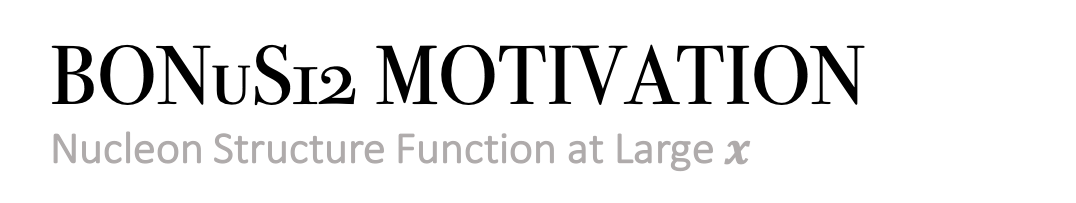 BONuS12 MOTIVATION
Nucleon Structure Function at Large x